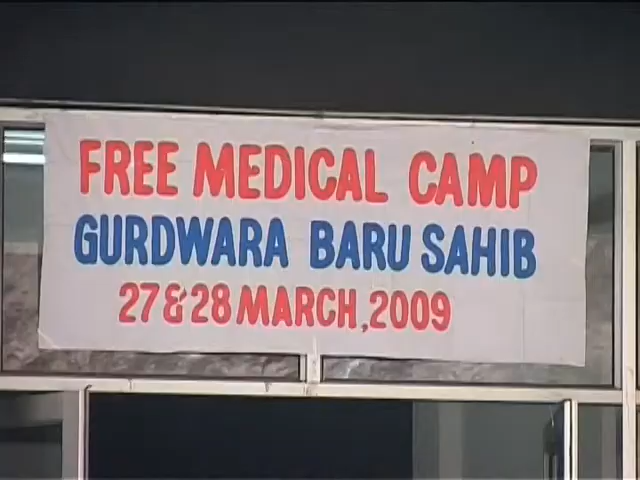 FREE MEDICAL CAMP
GURDWARA BARU SAHIB
27 & 28 MARCH, 2009